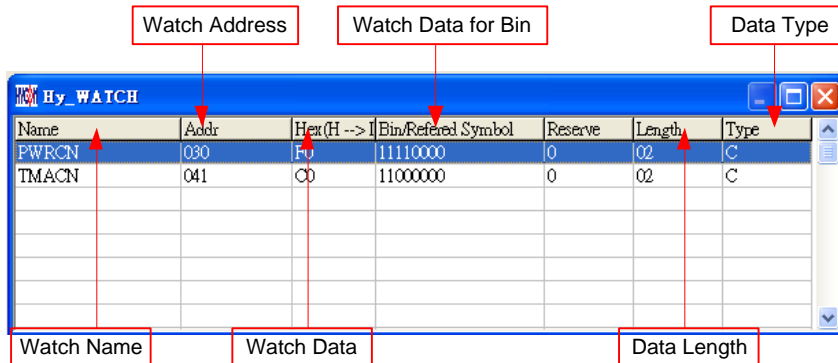 Watch Address Watch Data for Bin Data Type
Hy_WATCH
Name Addr Hex(H --> I Bin/Refered Symbol Reserve Length Type
PWRCN 030 F0 11110000 0 02 C
TMACN 041 C0 11000000 0 02 C
Watch Name Watch Data Data Length